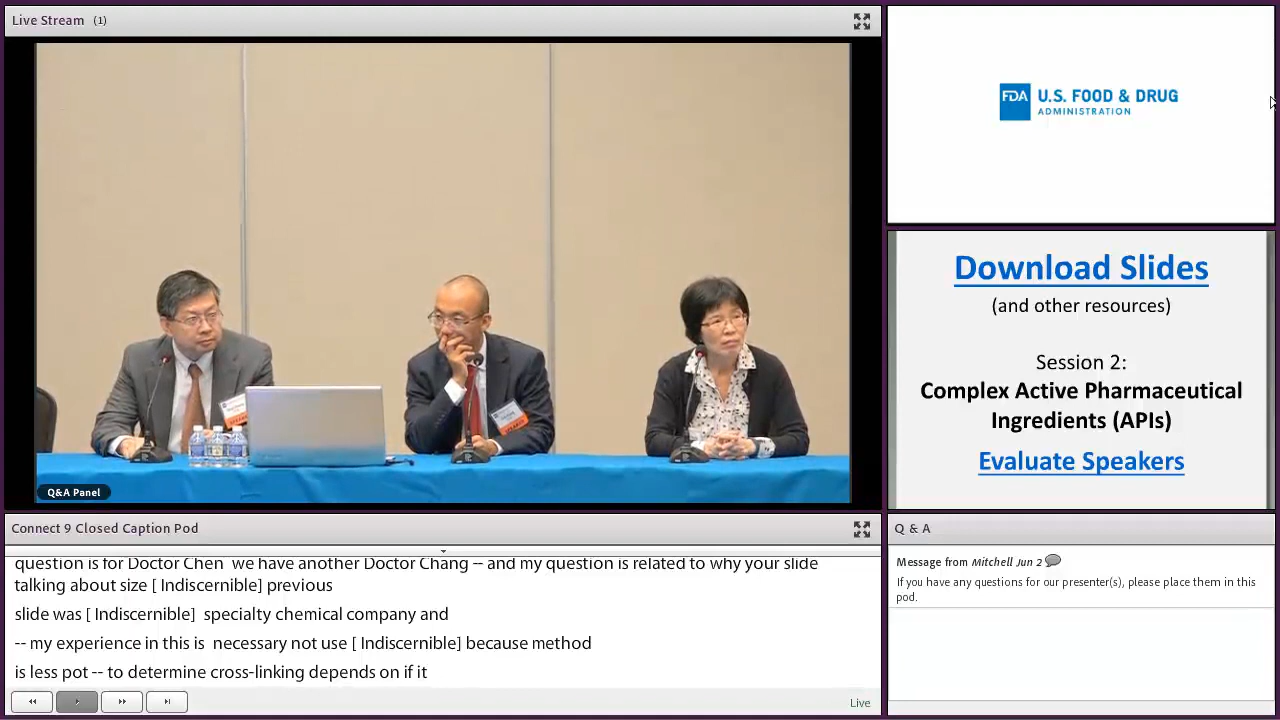 Live Stream (1)
Q&A Panel
Connect 9 Closed Caption Pod
question is for Doctor Chen  we have another Doctor Chang -- and my question is related to why your slide
talking about size [ Indiscernible] previous
slide was [ Indiscernible]  specialty chemical company and
-- my experience in this is  necessary not use [ Indiscernible] because method
is less pot -- to determine cross-linking depends on if it
Live
FDA
U.S. FOOD & DRUG
ADMINISTRATION
Download Slides
(and other resources)
Session 2:
Complex Active Pharmaceutical
Ingredients (APIs)
Evaluate Speakers
Q & A
Message from Mitchell Jun 2
If you have any questions for our presenter(s), please place them in this
pod.